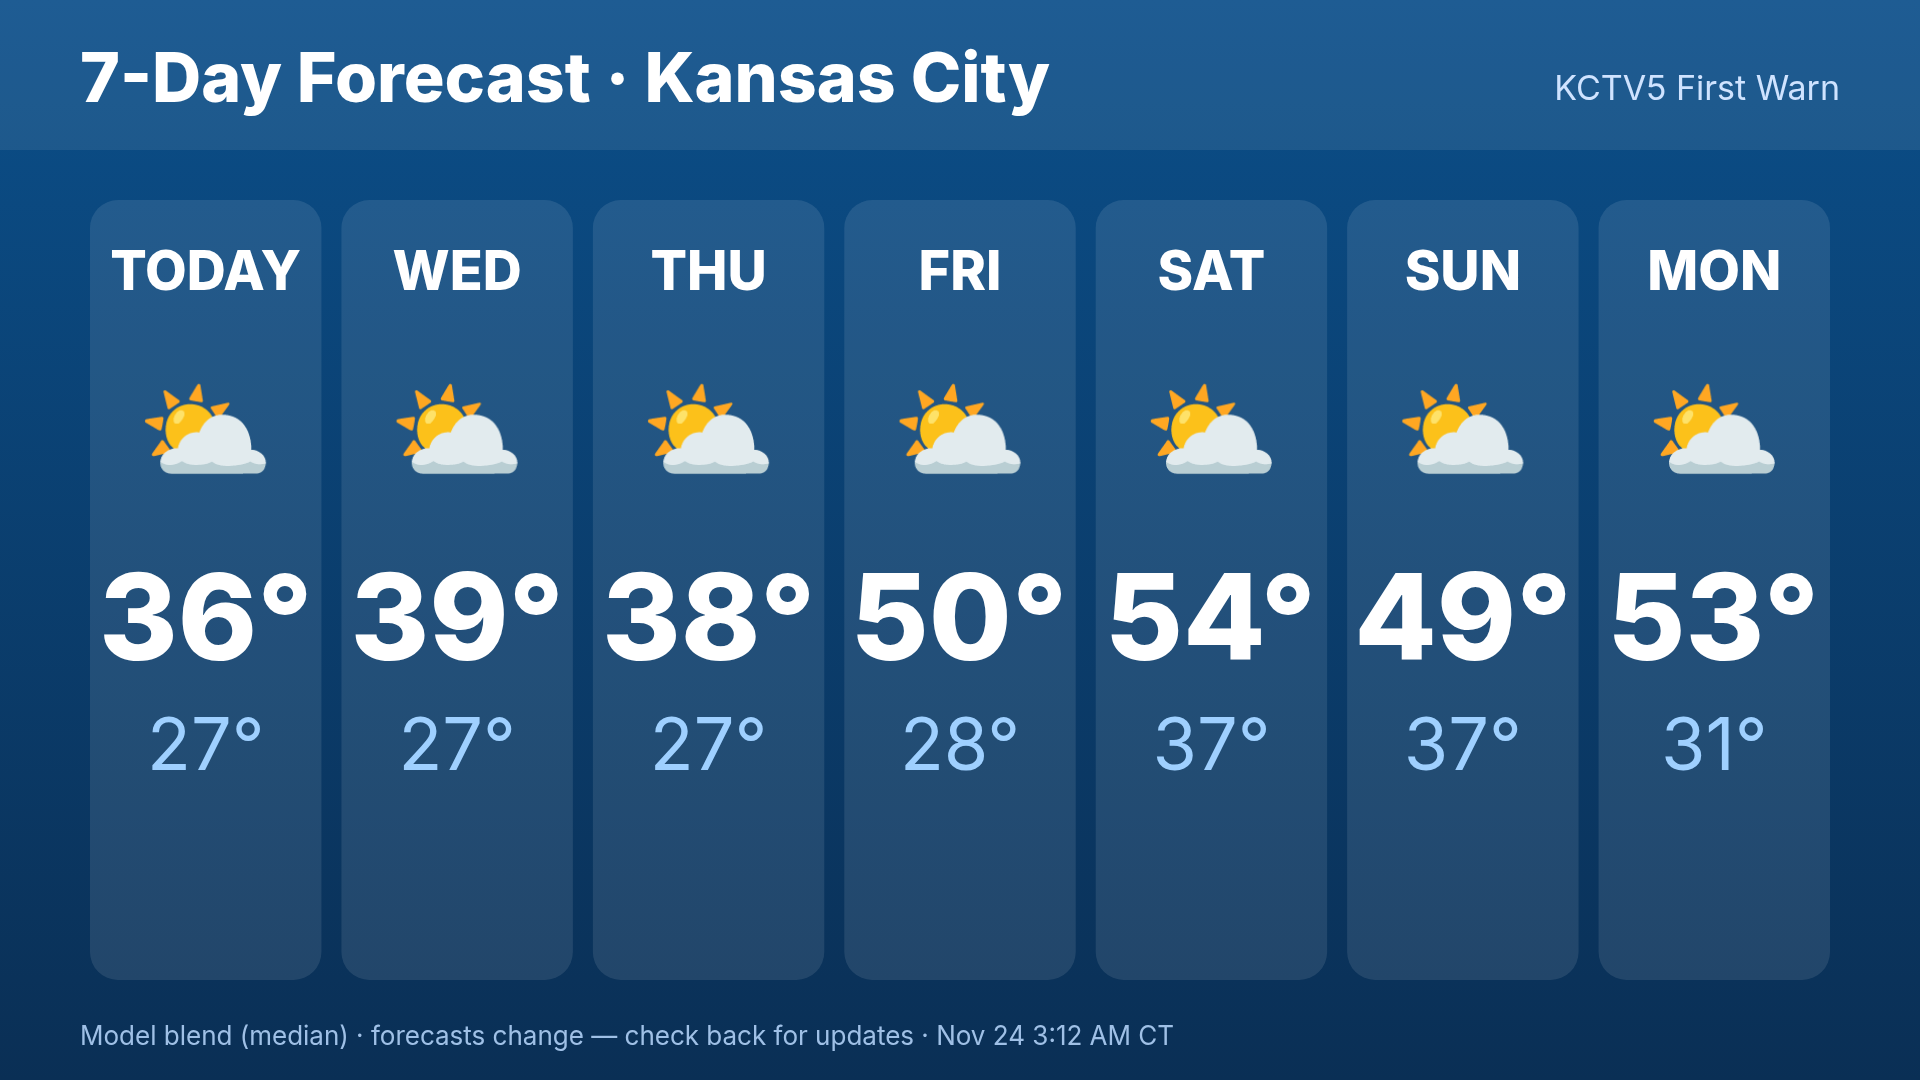 7-Day Forecast · Kansas City
KCTV5 First Warn
TODAY WED THU FRI SAT SUN MON
36° 39° 38° 50° 54° 49° 53°
27° 27° 27° 28° 37° 37° 31°
Model blend (median) · forecasts change — check back for updates · Nov 24 3:12 AM CT